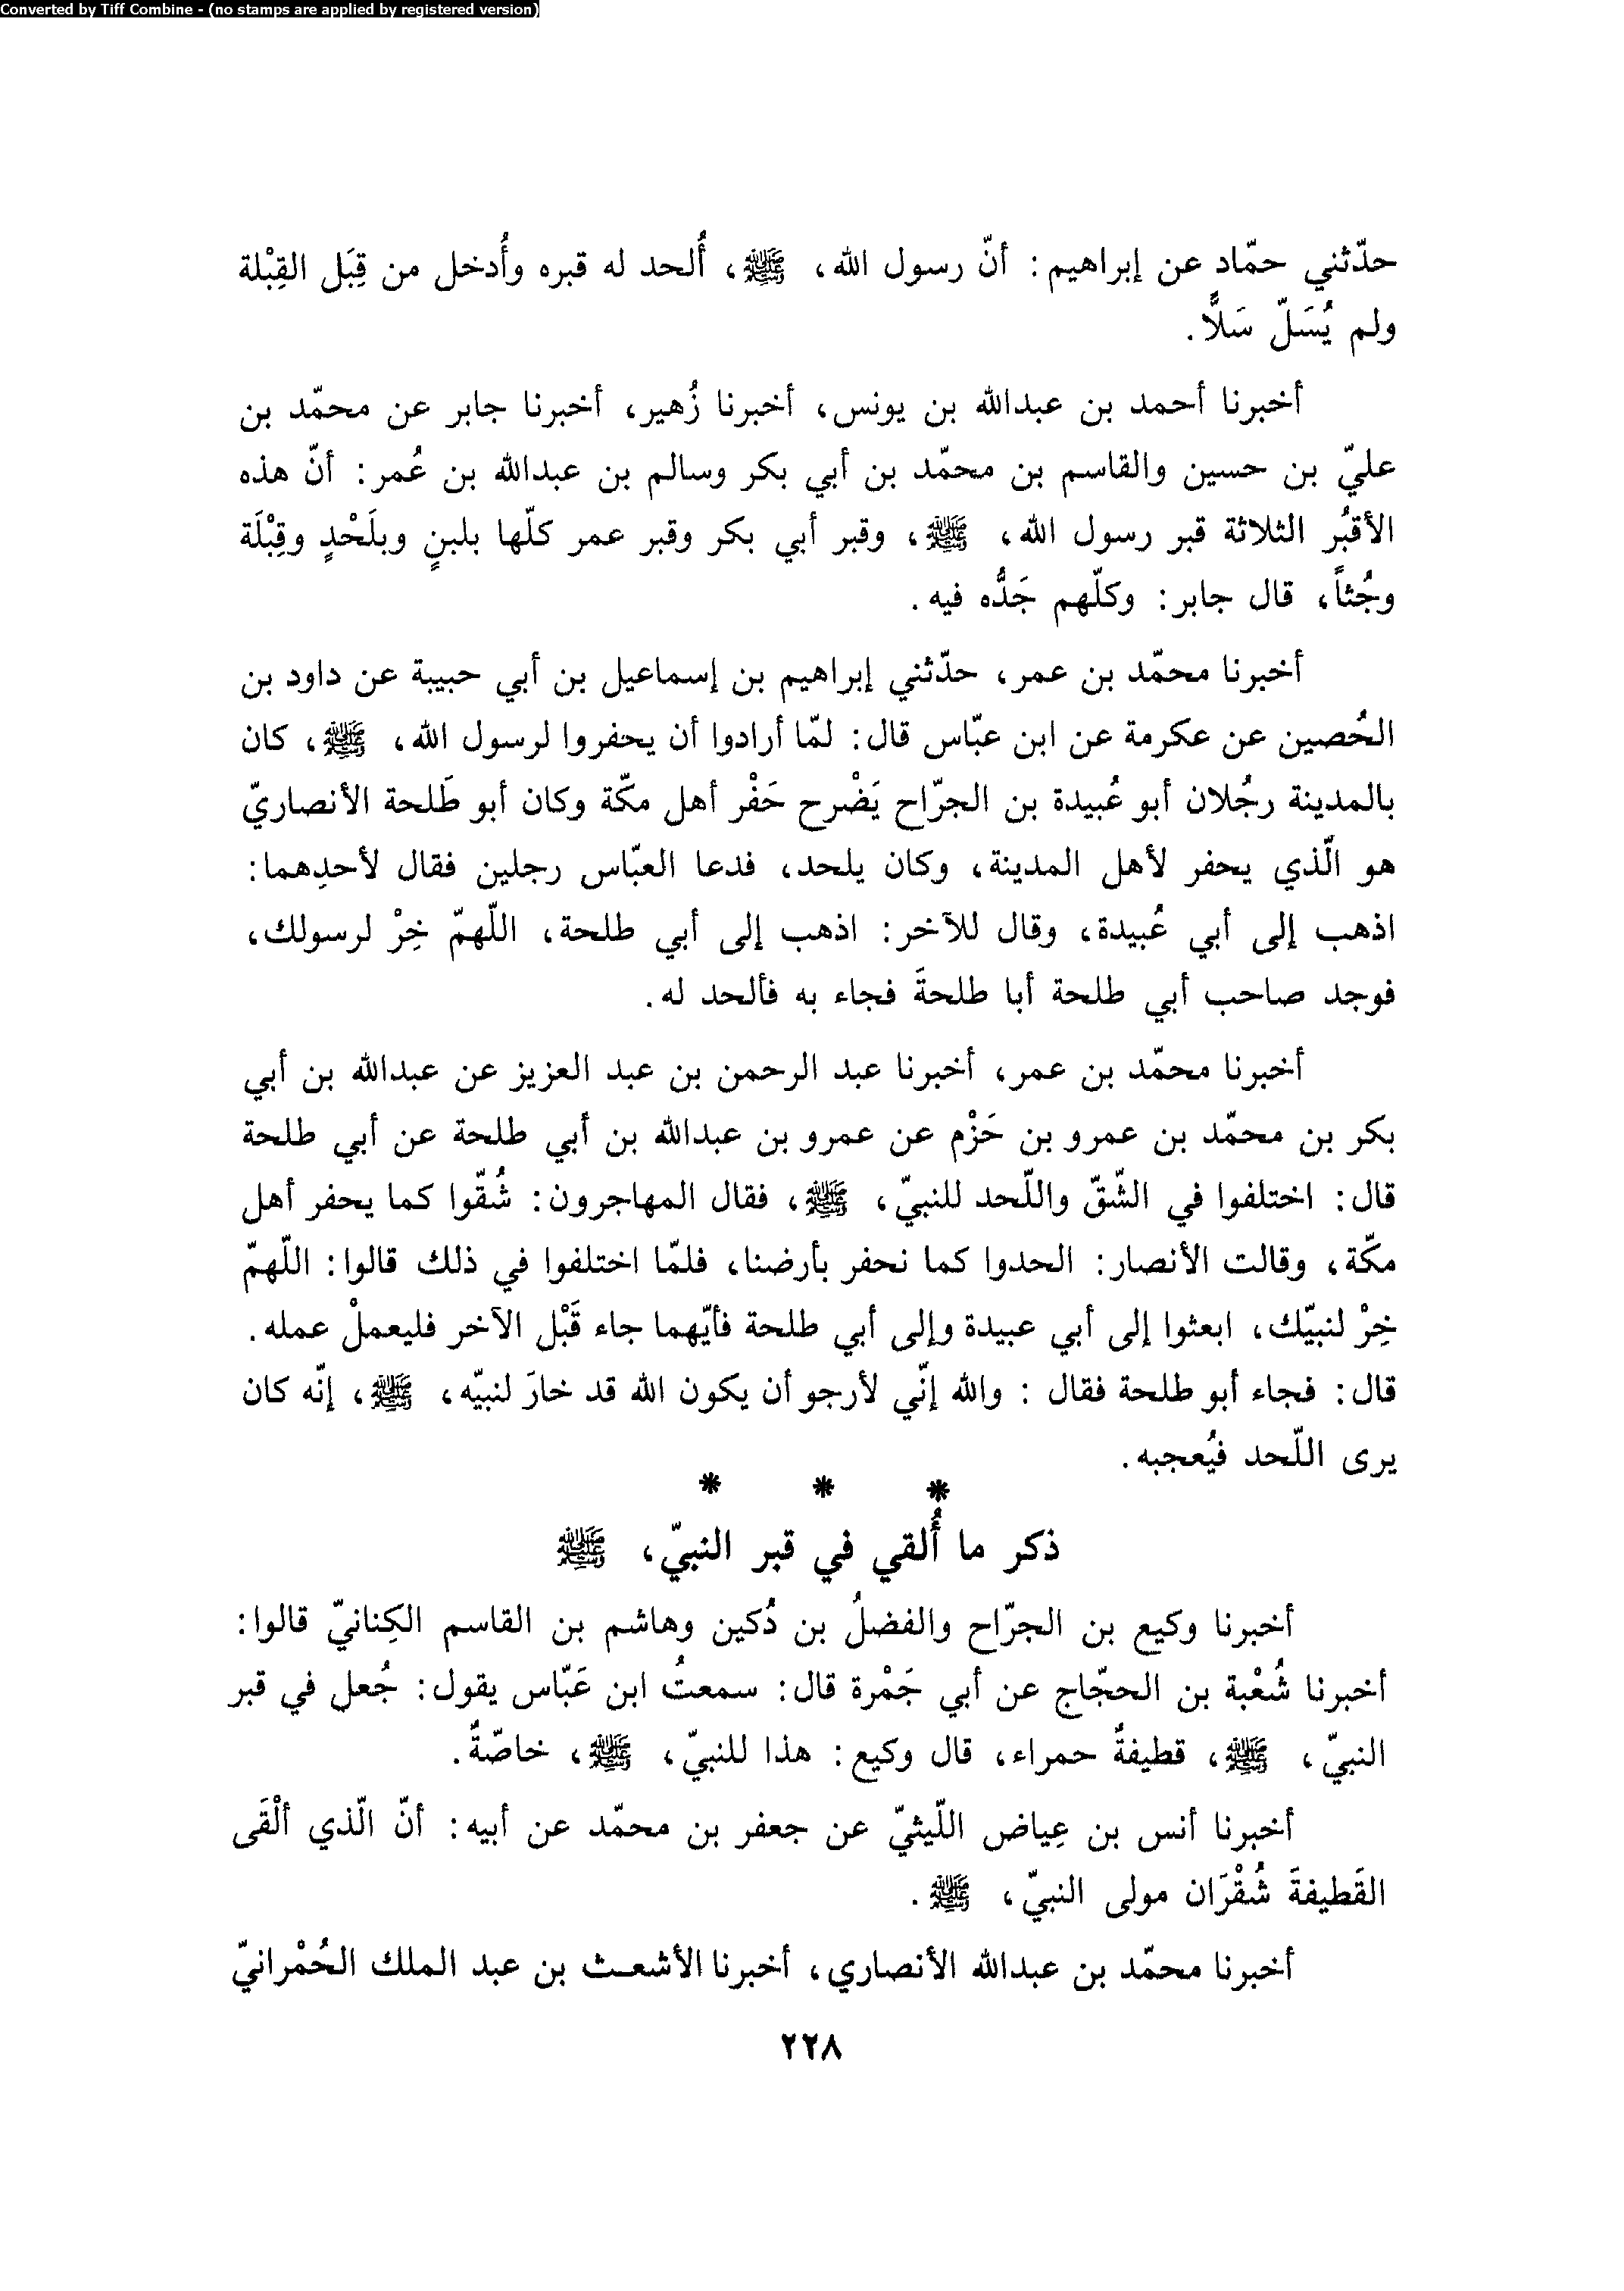 Converted by Tiff Combine - (no stamps are applied by registered version)
حدّثني حمّاد عن إبراهيم: أنّ رسول الله، ﷺ، أُلحد له قبره وأُدخل من قِبَل القِبْلة
ولم يُسَلّ سَلاًّ.
أخبرنا أحمد بن عبدالله بن يونس، أخبرنا زُهير، أخبرنا جابر عن محمّد بن
عليّ بن حسين والقاسم بن محمّد بن أبي بكر وسالم بن عبدالله بن عُمر: أنّ هذه
الأقبُر الثلاثة قبر رسول الله، ﷺ، وقبر أبي بكر وقبر عمر كلّها بلبنٍ وبلَحْدٍ وقِبْلَة
وجُثاً، قال جابر: وكلّهم جَدُّه فيه.
أخبرنا محمّد بن عمر، حدّثني إبراهيم بن إسماعيل بن أبي حبيبة عن داود بن
الحُصين عن عكرمة عن ابن عبّاس قال: لمّا أرادوا أن يحفروا لرسول الله، ﷺ، كان
بالمدينة رجُلان أبو عُبيدة بن الجرّاح يَضْرح حَفْر أهل مكّة وكان أبو طَلحة الأنصاريّ
هو الّذي يحفر لأهل المدينة، وكان يلحد، فدعا العبّاس رجلين فقال لأحدِهما:
اذهب إلى أبي عُبيدة، وقال للآخر: اذهب إلى أبي طلحة، اللّهمّ خِرْ لرسولك،
فوجد صاحب أبي طلحة أبا طلحةَ فجاء به فألحد له.
أخبرنا محمّد بن عمر، أخبرنا عبد الرحمن بن عبد العزيز عن عبدالله بن أبي
بكر بن محمّد بن عمرو بن حَزْم عن عمرو بن عبدالله بن أبي طلحة عن أبي طلحة
قال: اختلفوا في الشّقّ واللّحد للنبيّ، ﷺ، فقال المهاجرون: شُقّوا كما يحفر أهل
مكّة، وقالت الأنصار: الحدوا كما نحفر بأرضنا، فلمّا اختلفوا في ذلك قالوا: اللّهمّ
خِرْ لنبيّك، ابعثوا إلى أبي عبيدة وإلى أبي طلحة فأيّهما جاء قَبْل الآخر فليعملْ عمله.
قال: فجاء أبو طلحة فقال: والله إنّي لأرجو أن يكون الله قد خارَ لنبيّه، ﷺ، إنّه كان
يرى اللّحد فيُعجبه.
* * *
ذكر ما أُلقي في قبر النبيّ، ﷺ
أخبرنا وكيع بن الجرّاح والفضلُ بن دُكين وهاشم بن القاسم الكِنانيّ قالوا:
أخبرنا شُعْبة بن الحجّاج عن أبي جَمْرة قال: سمعتُ ابن عَبّاس يقول: جُعل في قبر
النبيّ، ﷺ، قطيفةٌ حمراء، قال وكيع: هذا للنبيّ، ﷺ، خاصّةً.
أخبرنا أنس بن عِياض اللّيثيّ عن جعفر بن محمّد عن أبيه: أنّ الّذي ألْقَى
القَطيفةَ شُقْرَان مولى النبيّ، ﷺ.
أخبرنا محمّد بن عبدالله الأنصاري، أخبرنا الأشعـث بن عبد الملك الحُمْرانيّ
٢٢٨